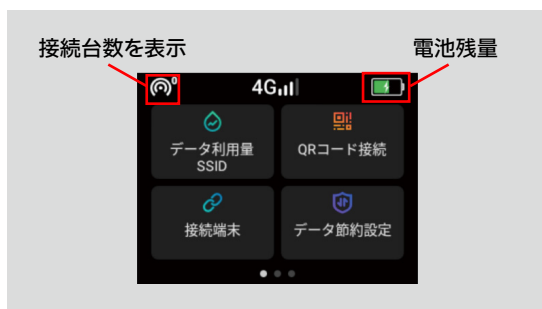 接続台数を表示
電池残量
0
4G
データ利用量
SSID
QRコード接続
接続端末
データ節約設定